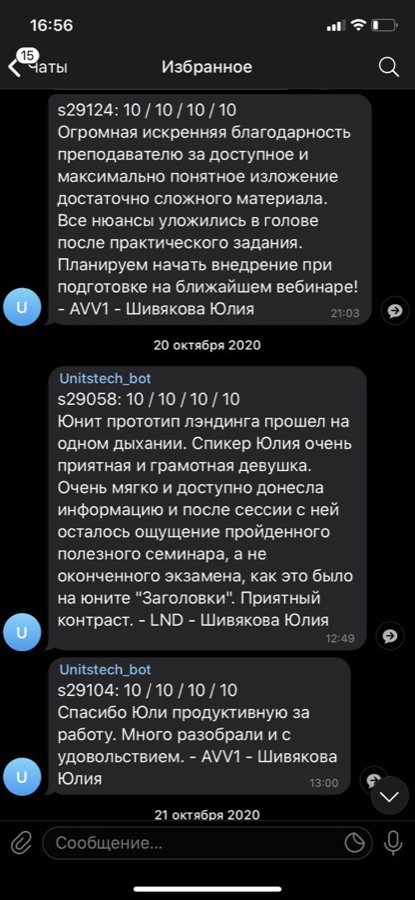 16:56
15
Чаты
Избранное
s29124: 10 / 10 / 10 / 10
Огромная искренняя благодарность
преподавателю за доступное и
максимально понятное изложение
достаточно сложного материала.
Все нюансы уложились в голове
после практического задания.
Планируем начать внедрение при
подготовке на ближайшем вебинаре!
- AVV1 - Шивякова Юлия
21:03
U
20 октября 2020
Unitstech_bot
s29058: 10 / 10 / 10 / 10
Юнит прототип лэндинга прошел на
одном дыхании. Спикер Юлия очень
приятная и грамотная девушка.
Очень мягко и доступно донесла
информацию и после сессии с ней
осталось ощущение пройденного
полезного семинара, а не
оконченного экзамена, как это было
на юните "Заголовки". Приятный
контраст. - LND - Шивякова Юлия
12:49
U
Unitstech_bot
s29104: 10 / 10 / 10 / 10
Спасибо Юли продуктивную за
работу. Много разобрали и с
удовольствием. - AVV1 - Шивякова
Юлия
13:00
U
21 октября 2020
Сообщение...